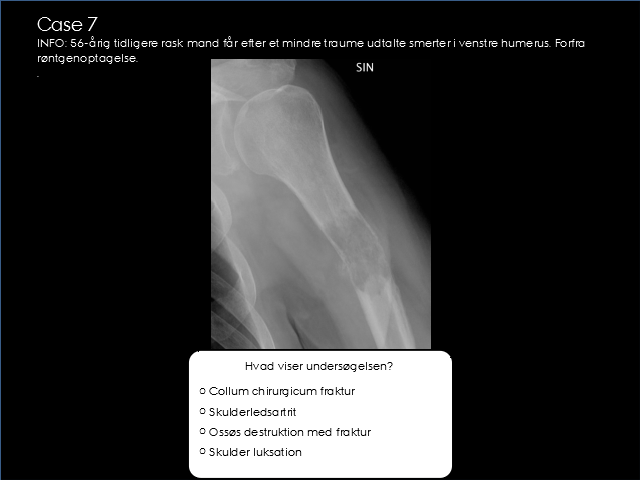 Case 7
INFO: 56-årig tidligere rask mand får efter et mindre traume udtalte smerter i venstre humerus. Forfra
røntgenoptagelse.
.
SIN
Hvad viser undersøgelsen?
o Collum chirurgicum fraktur
o Skulderledsartrit
o Ossøs destruktion med fraktur
o Skulder luksation